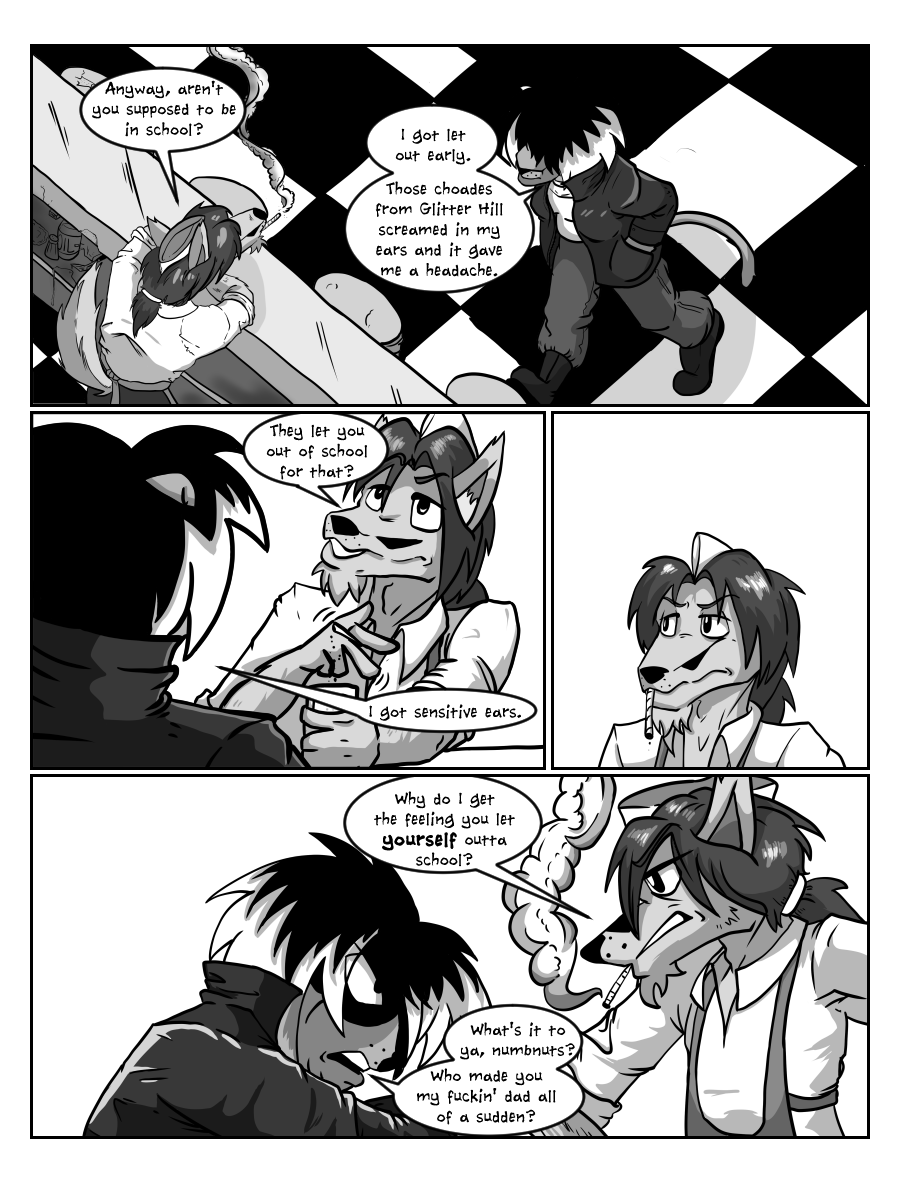 Anyway, aren't
you supposed to be
in school?
I got let
out early.
Those choades
from Glitter Hill
screamed in my
ears and it gave
me a headache.
They let you
out of school
for that?
I got sensitive ears.
Why do I get
the feeling you let
yourself outta
school?
What's it to
ya, numbnuts?
Who made you
my fuckin' dad all
of a sudden?